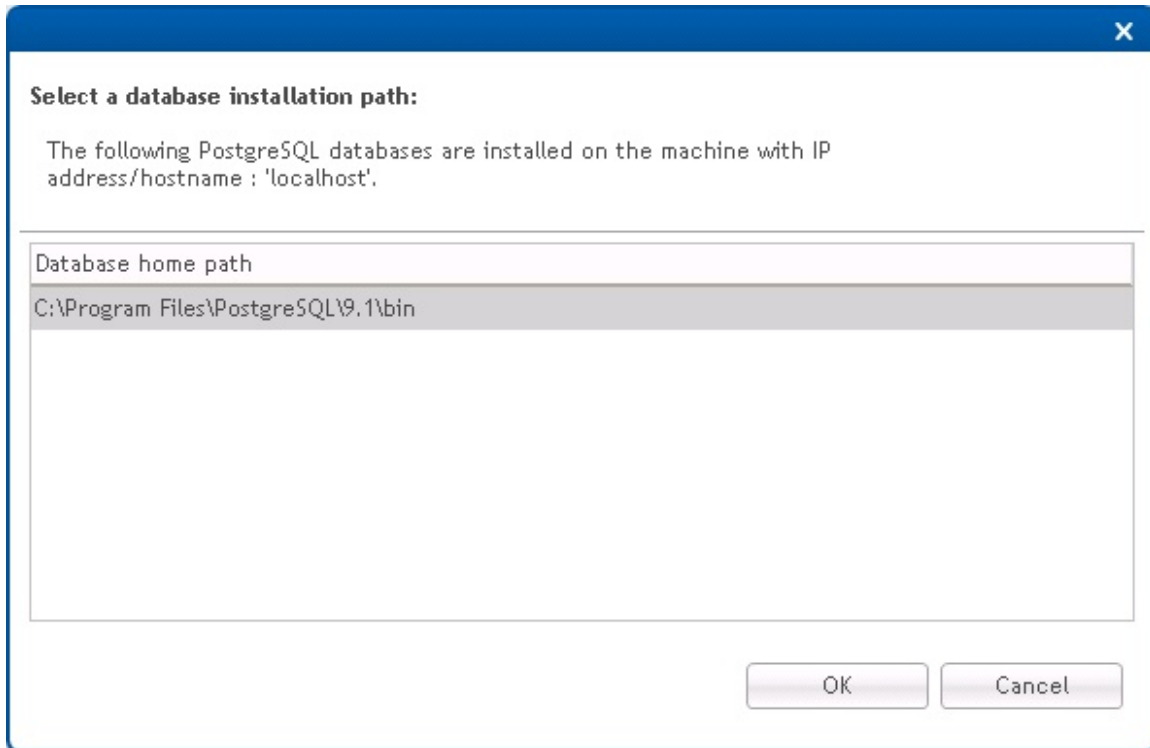 Select a database installation path:
The following PostgreSQL databases are installed on the machine with IP
address/hostname : 'localhost'.
Database home path
C:\Program Files\PostgreSQL\9.1\bin
OK
Cancel